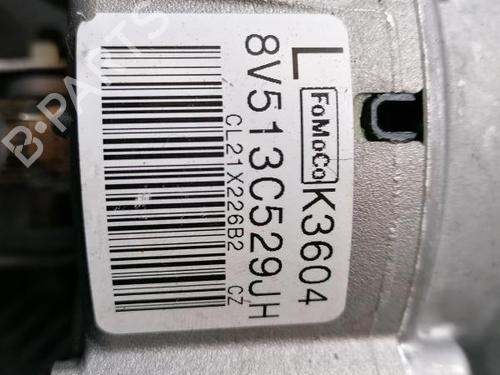 L FoMoCo K3604
8V513C529JH
CL21X226B2 CZ
B-PARTS